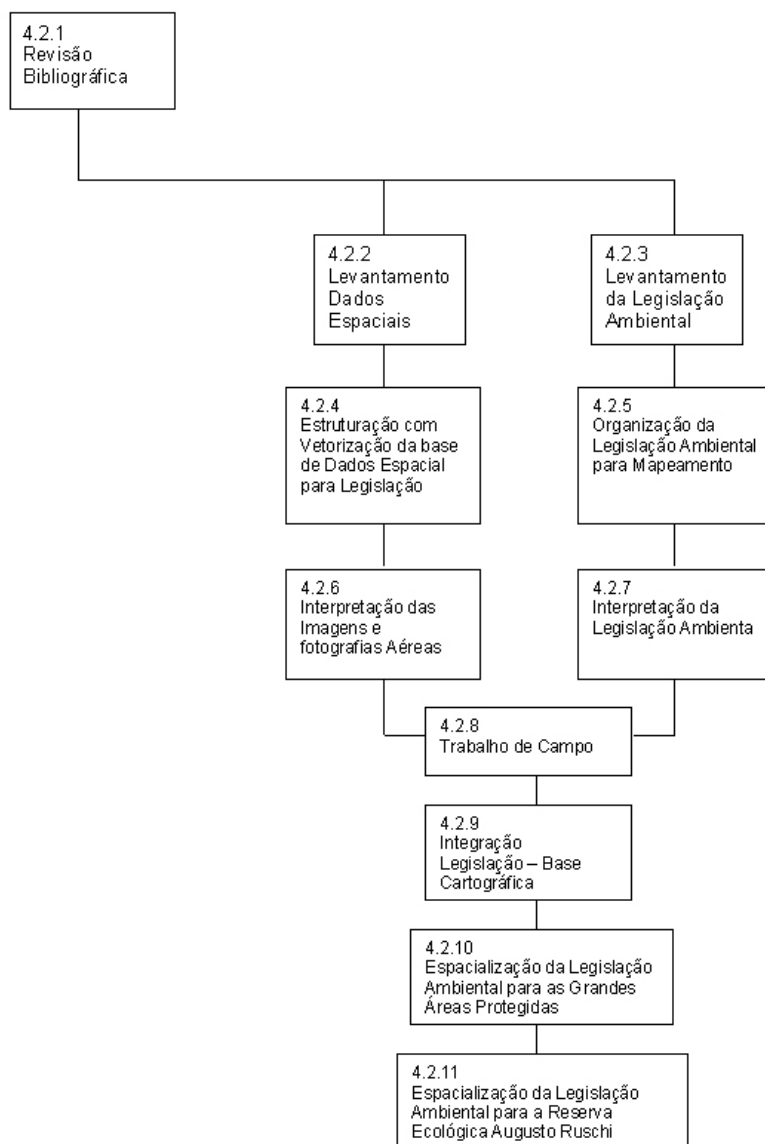 4.2.1
Revisão
Bibliográfica
4.2.2
Levantamento
Dados
Espaciais
4.2.3
Levantamento
da Legislação
Ambiental
4.2.4
Estruturação com
Vetorização da base
de Dados Espacial
para Legislação
4.2.5
Organização da
Legislação Ambiental
para Mapeamento
4.2.6
Interpretação das
Imagens e
fotografias Aéreas
4.2.7
Interpretação da
Legislação Ambienta
4.2.8
Trabalho de Campo
4.2.9
Integração
Legislação – Base
Cartográfica
4.2.10
Espacialização da Legislação
Ambiental para as Grandes
Áreas Protegidas
4.2.11
Espacialização da Legislação
Ambiental para a Reserva
Ecológica Augusto Ruschi